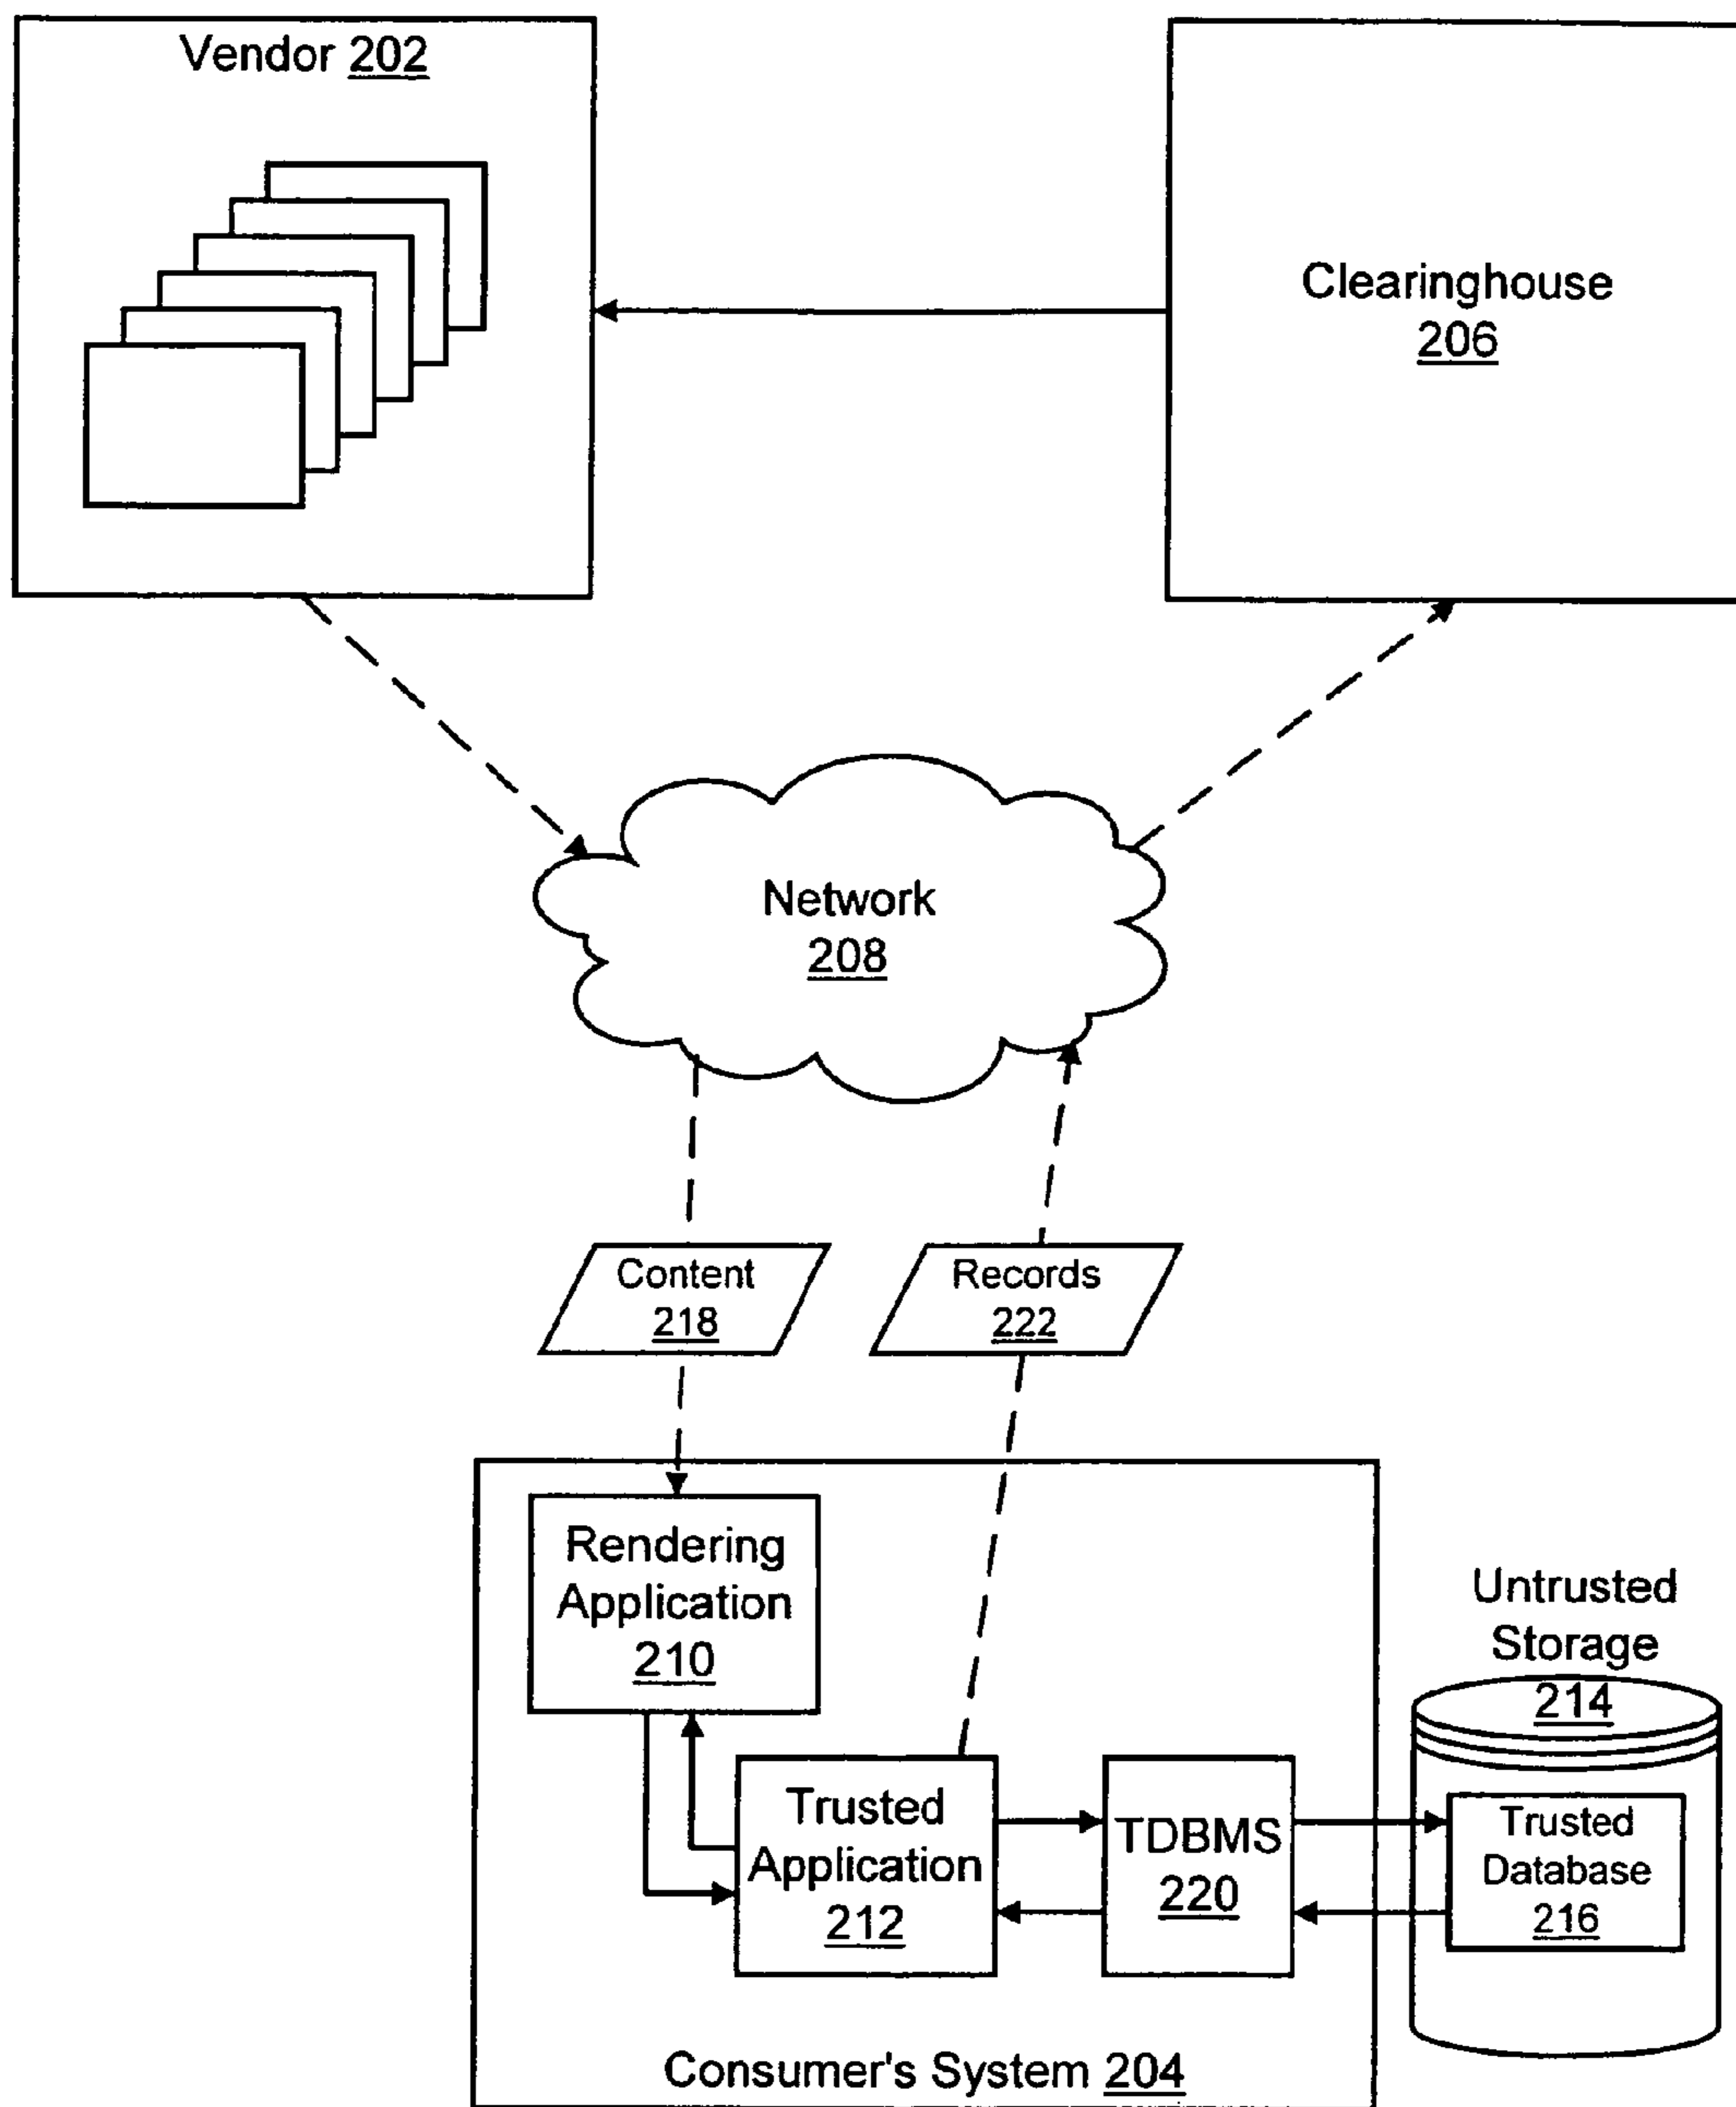 Vendor 202
Clearinghouse
206
Network
208
Content
218
Records
222
Rendering
Application
210
Untrusted
Storage
214
Trusted
Application
212
TDBMS
220
Trusted
Database
216
Consumer's System 204